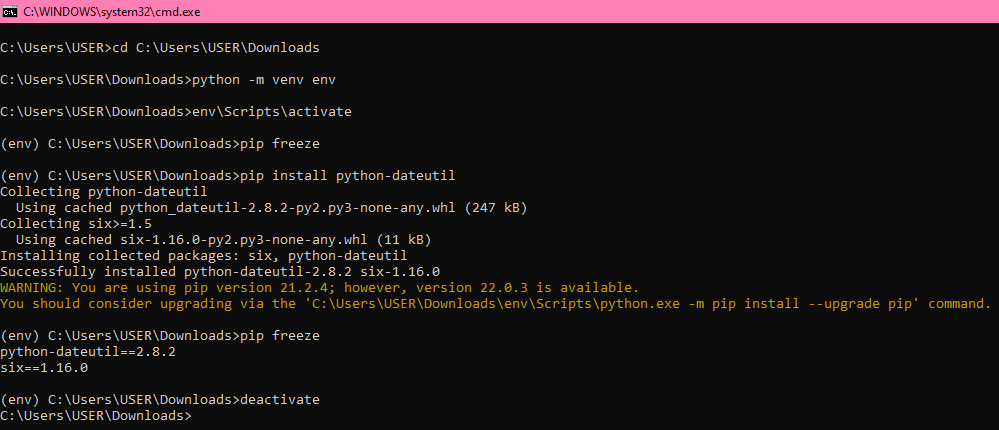 C:\WINDOWS\system32\cmd.exe
C:\Users\USER>cd C:\Users\USER\Downloads
C:\Users\USER\Downloads>python -m venv env
C:\Users\USER\Downloads>env\Scripts\activate
(env) C:\Users\USER\Downloads>pip freeze
(env) C:\Users\USER\Downloads>pip install python-dateutil
Collecting python-dateutil
  Using cached python_dateutil-2.8.2-py2.py3-none-any.whl (247 kB)
Collecting six>=1.5
  Using cached six-1.16.0-py2.py3-none-any.whl (11 kB)
Installing collected packages: six, python-dateutil
Successfully installed python-dateutil-2.8.2 six-1.16.0
WARNING: You are using pip version 21.2.4; however, version 22.0.3 is available.
You should consider upgrading via the 'C:\Users\USER\Downloads\env\Scripts\python.exe -m pip install --upgrade pip' command.
(env) C:\Users\USER\Downloads>pip freeze
python-dateutil==2.8.2
six==1.16.0
(env) C:\Users\USER\Downloads>deactivate
C:\Users\USER\Downloads>